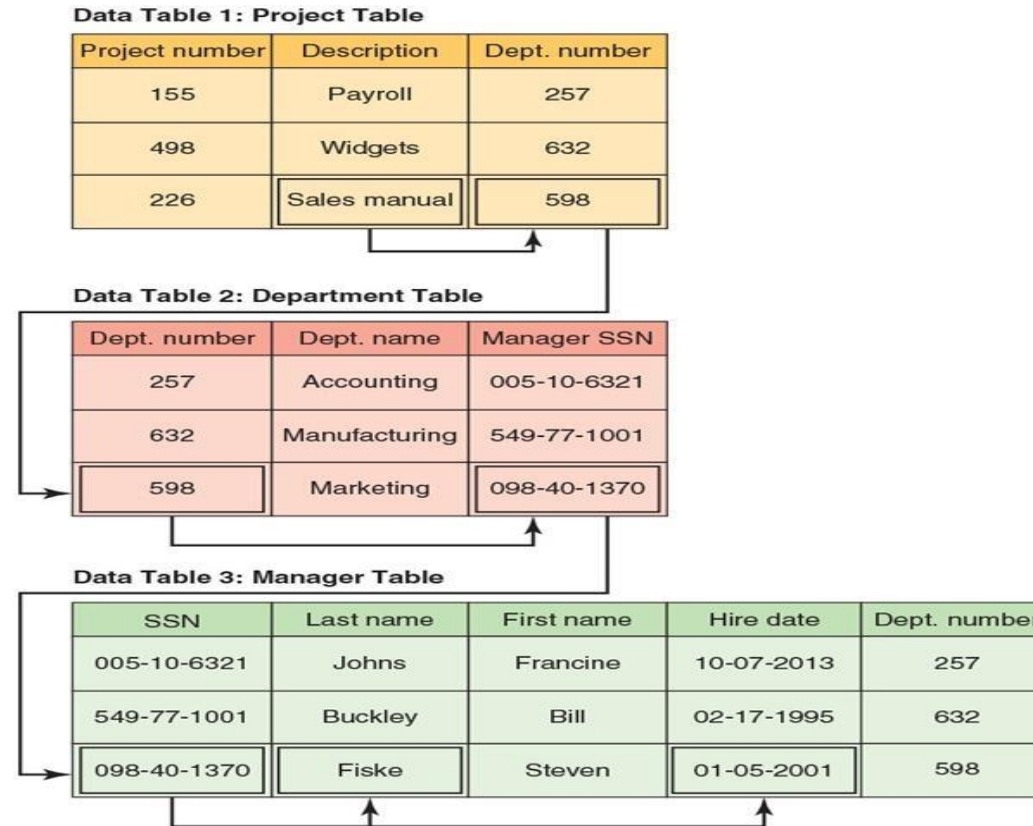 Data Table 1: Project Table
Project number Description Dept. number
155 Payroll 257
498 Widgets 632
226 Sales manual 598
Data Table 2: Department Table
Dept. number Dept. name Manager SSN
257 Accounting 005-10-6321
632 Manufacturing 549-77-1001
598 Marketing 098-40-1370
Data Table 3: Manager Table
SSN Last name First name Hire date Dept. number
005-10-6321 Johns Francine 10-07-2013 257
549-77-1001 Buckley Bill 02-17-1995 632
098-40-1370 Fiske Steven 01-05-2001 598